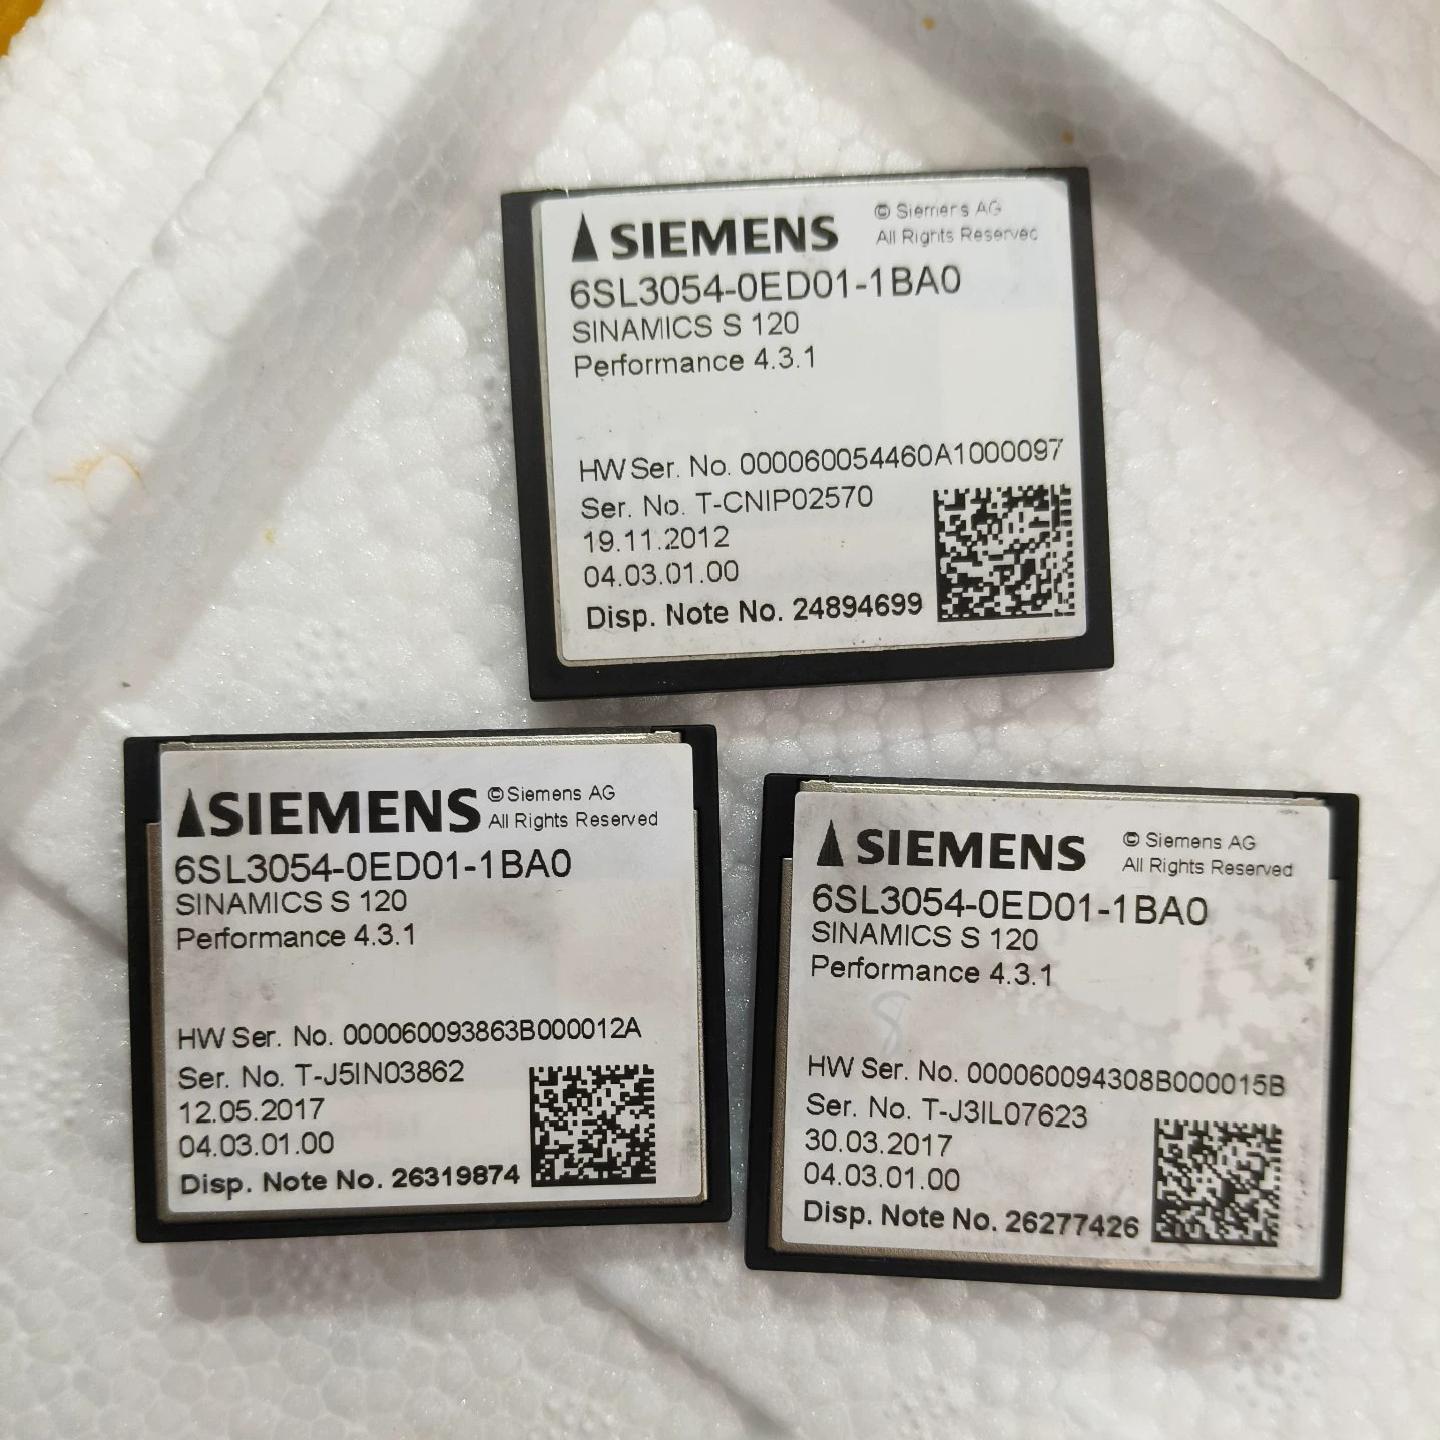 SIEMENS
© Siemens AG
All Rights Reserved
6SL3054-0ED01-1BA0
SINAMICS S 120
Performance 4.3.1
HW Ser. No. 000060054460A1000097
Ser. No. T-CNIP02570
19.11.2012
04.03.01.00
Disp. Note No. 24894699
SIEMENS
© Siemens AG
All Rights Reserved
6SL3054-0ED01-1BA0
SINAMICS S 120
Performance 4.3.1
HW Ser. No. 000060093863B000012A
Ser. No. T-J5IN03862
12.05.2017
04.03.01.00
Disp. Note No. 26319874
SIEMENS
© Siemens AG
All Rights Reserved
6SL3054-0ED01-1BA0
SINAMICS S 120
Performance 4.3.1
8
HW Ser. No. 000060094308B000015B
Ser. No. T-J3IL07623
30.03.2017
04.03.01.00
Disp. Note No. 26277426